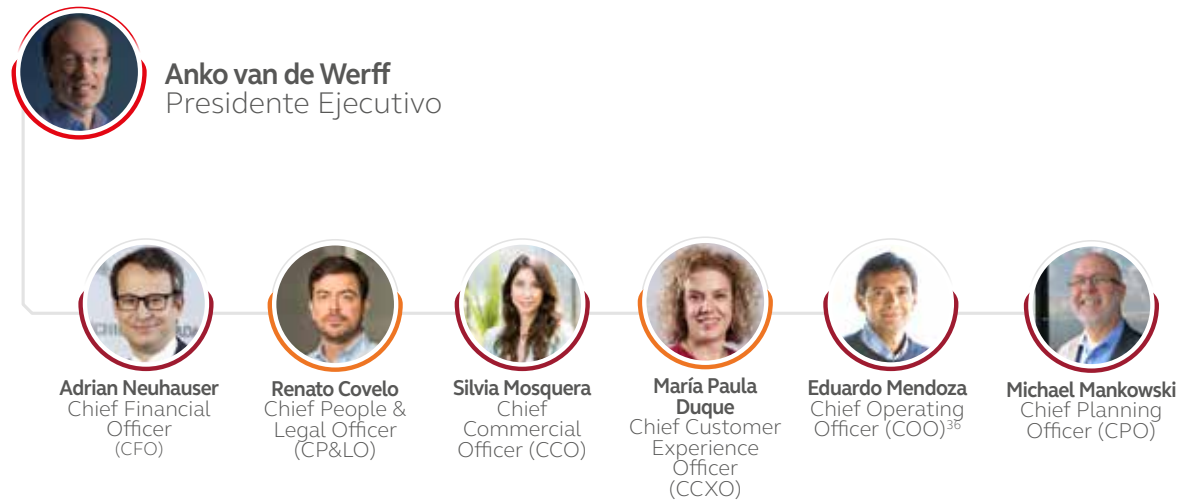 Anko van de Werff
Presidente Ejecutivo
Adrian Neuhauser
Chief Financial
Officer
(CFO)
Renato Covelo
Chief People &
Legal Officer
(CP&LO)
Silvia Mosquera
Chief
Commercial
Officer (CCO)
María Paula
Duque
Chief Customer
Experience
Officer
(CCXO)
Eduardo Mendoza
Chief Operating
Officer (COO)³⁶
Michael Mankowski
Chief Planning
Officer (CPO)